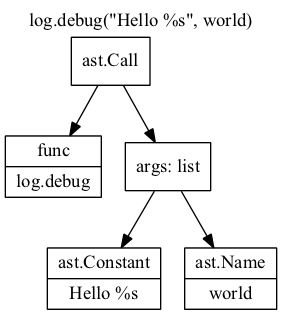 log.debug("Hello %s", world)
ast.Call
func
log.debug
args: list
ast.Constant
Hello %s
ast.Name
world